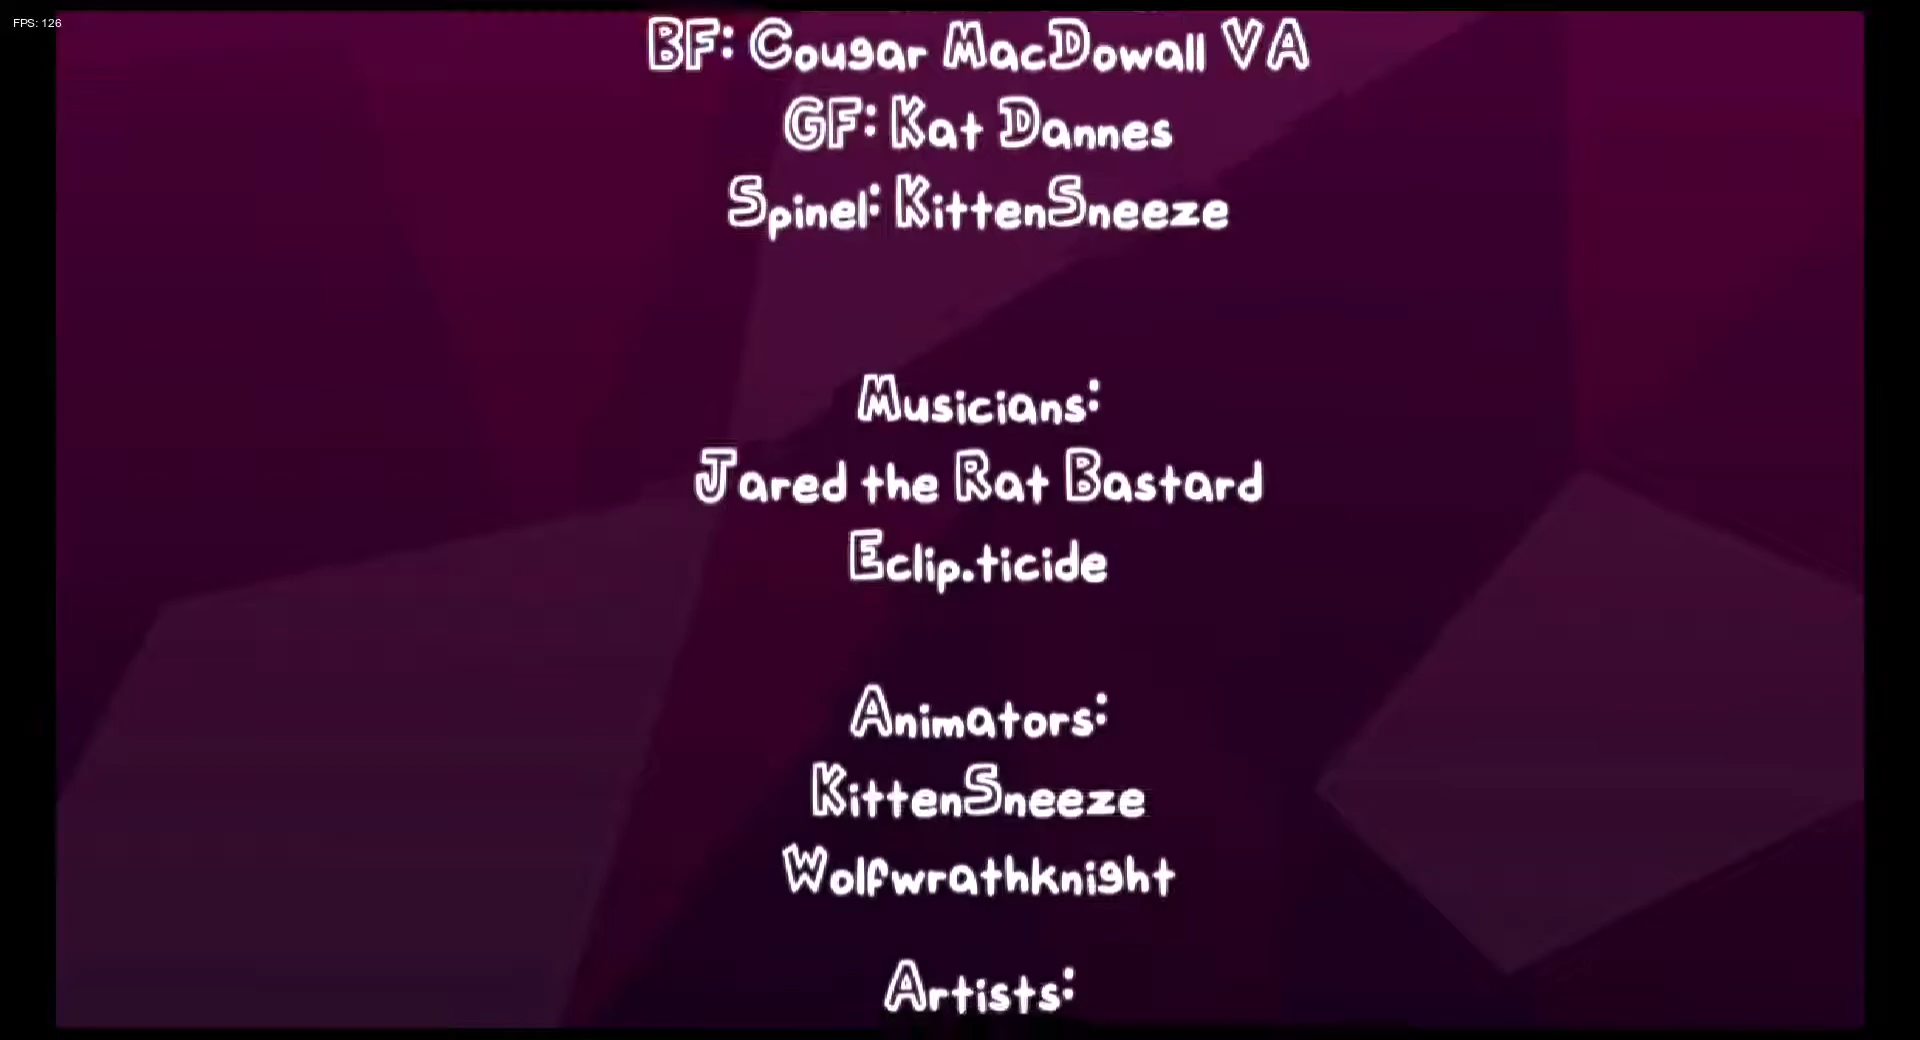 FPS: 126
BF: Cougar MacDowall VA
GF: Kat Dannes
Spinel: KittenSneeze
Musicians:
Jared the Rat Bastard
Eclip.ticide
Animators:
KittenSneeze
Wolfwrathknight
Artists: